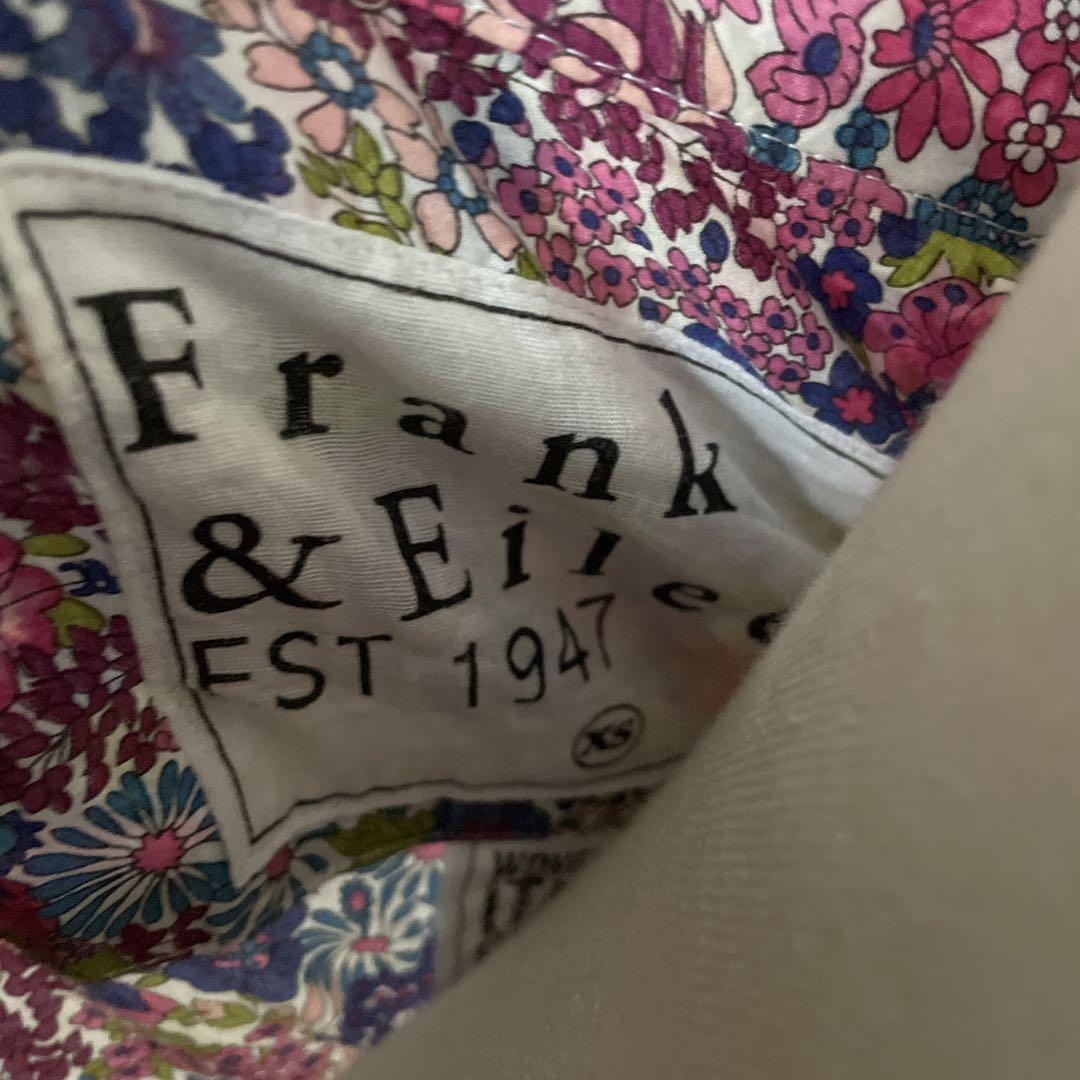 Frank
& Eilee
EST 1947
XS